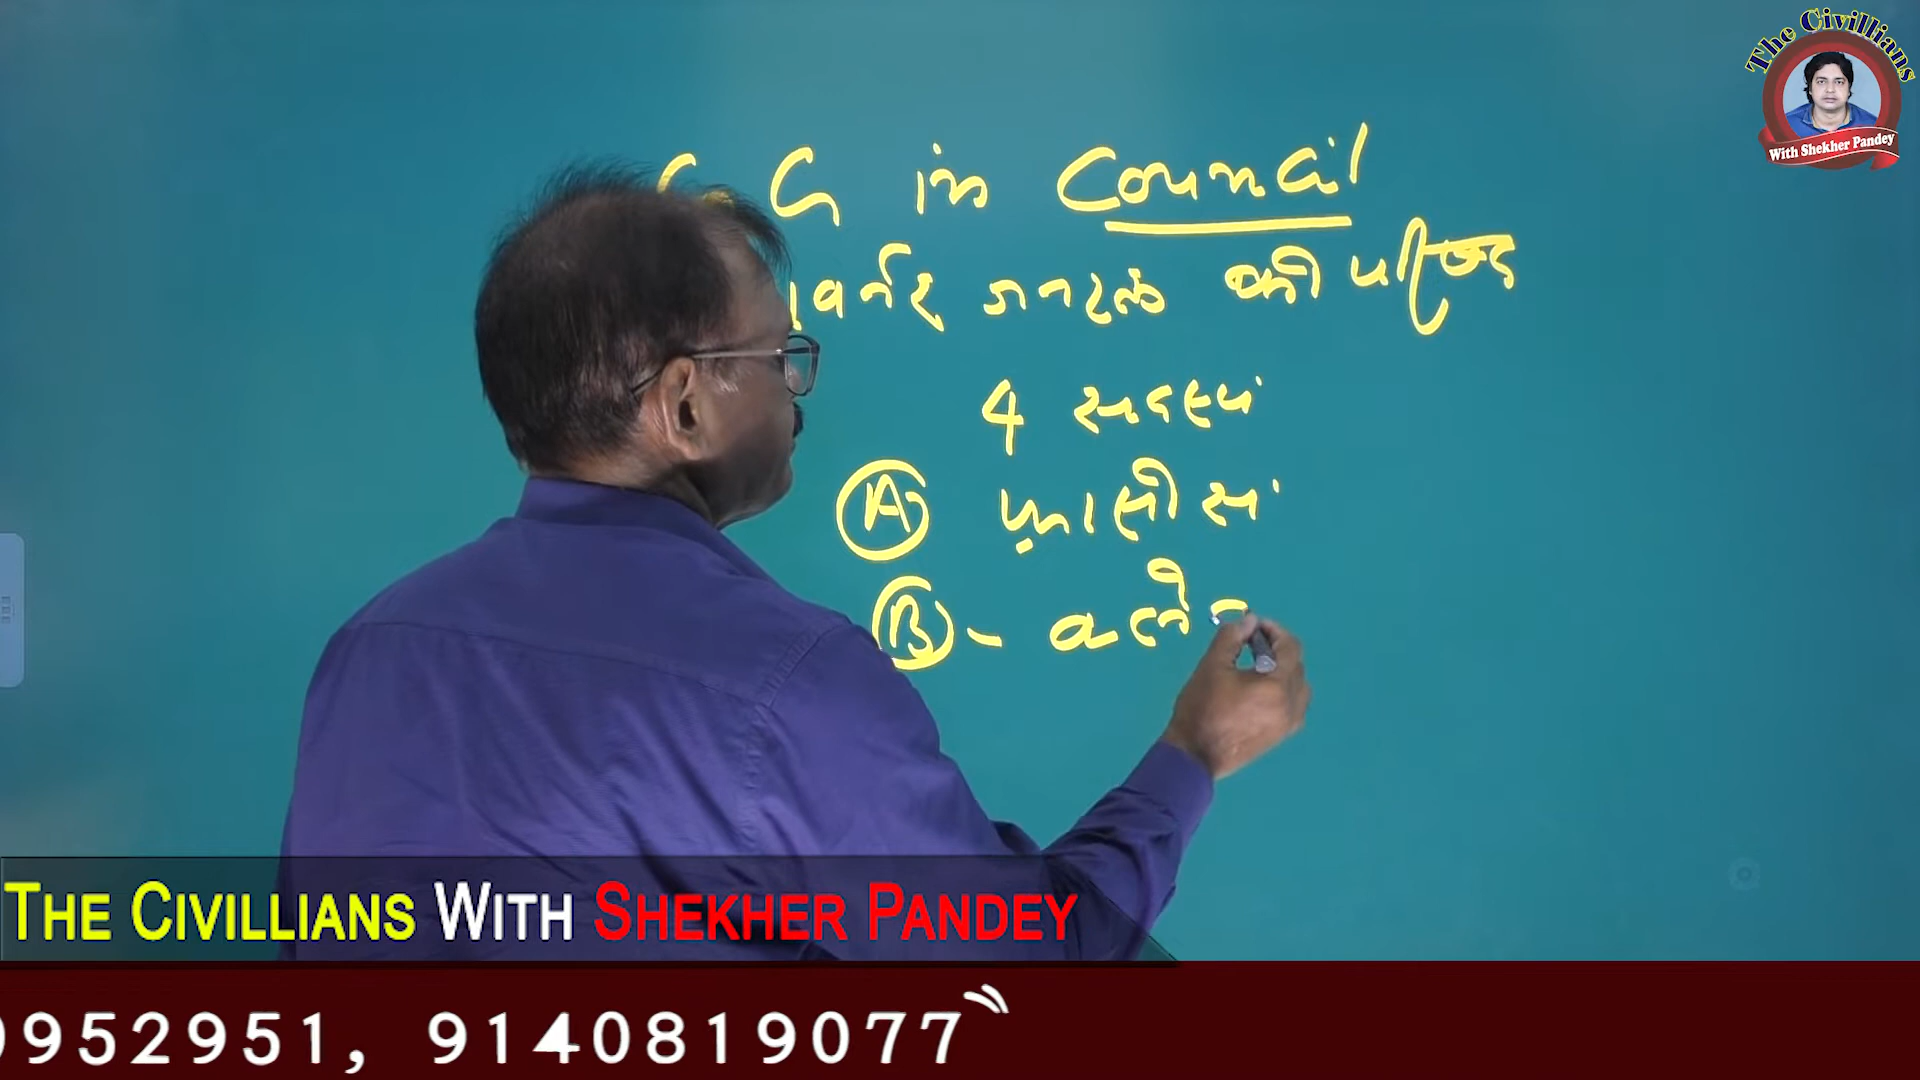 The Civillians
With Shekher Pandey
G in Council
वर्नर जनरल की परिषद
4 सदस्य
A फ्रांसीस
B - क्ले
THE CIVILLIANS WITH SHEKHER PANDEY
952951, 9140819077